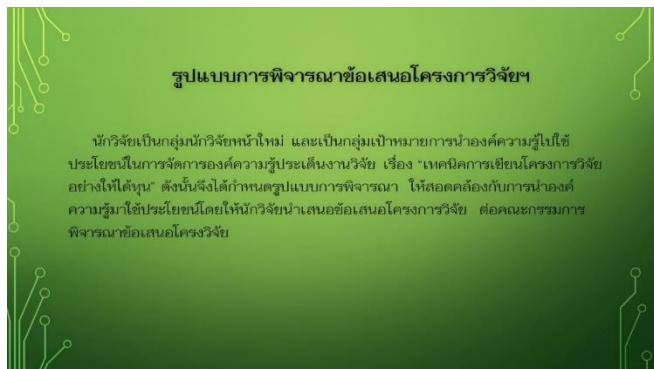 รูปแบบการพิจารณาข้อเสนอโครงการวิจัยฯ
นักวิจัยเป็นกลุ่มนักวิจัยหน้าใหม่ และเป็นกลุ่มเป้าหมายการนำองค์ความรู้ไปใช้
ประโยชน์ในการจัดการองค์ความรู้ประเด็นงานวิจัย เรื่อง "เทคนิคการเขียนโครงการวิจัย
อย่างให้ได้ทุน" ดังนั้นจึงได้กำหนดรูปแบบการพิจารณา ให้สอดคล้องกับการนำองค์
ความรู้มาใช้ประโยชน์โดยให้นักวิจัยนำเสนอข้อเสนอโครงการวิจัย ต่อคณะกรรมการ
พิจารณาข้อเสนอโครงวิจัย